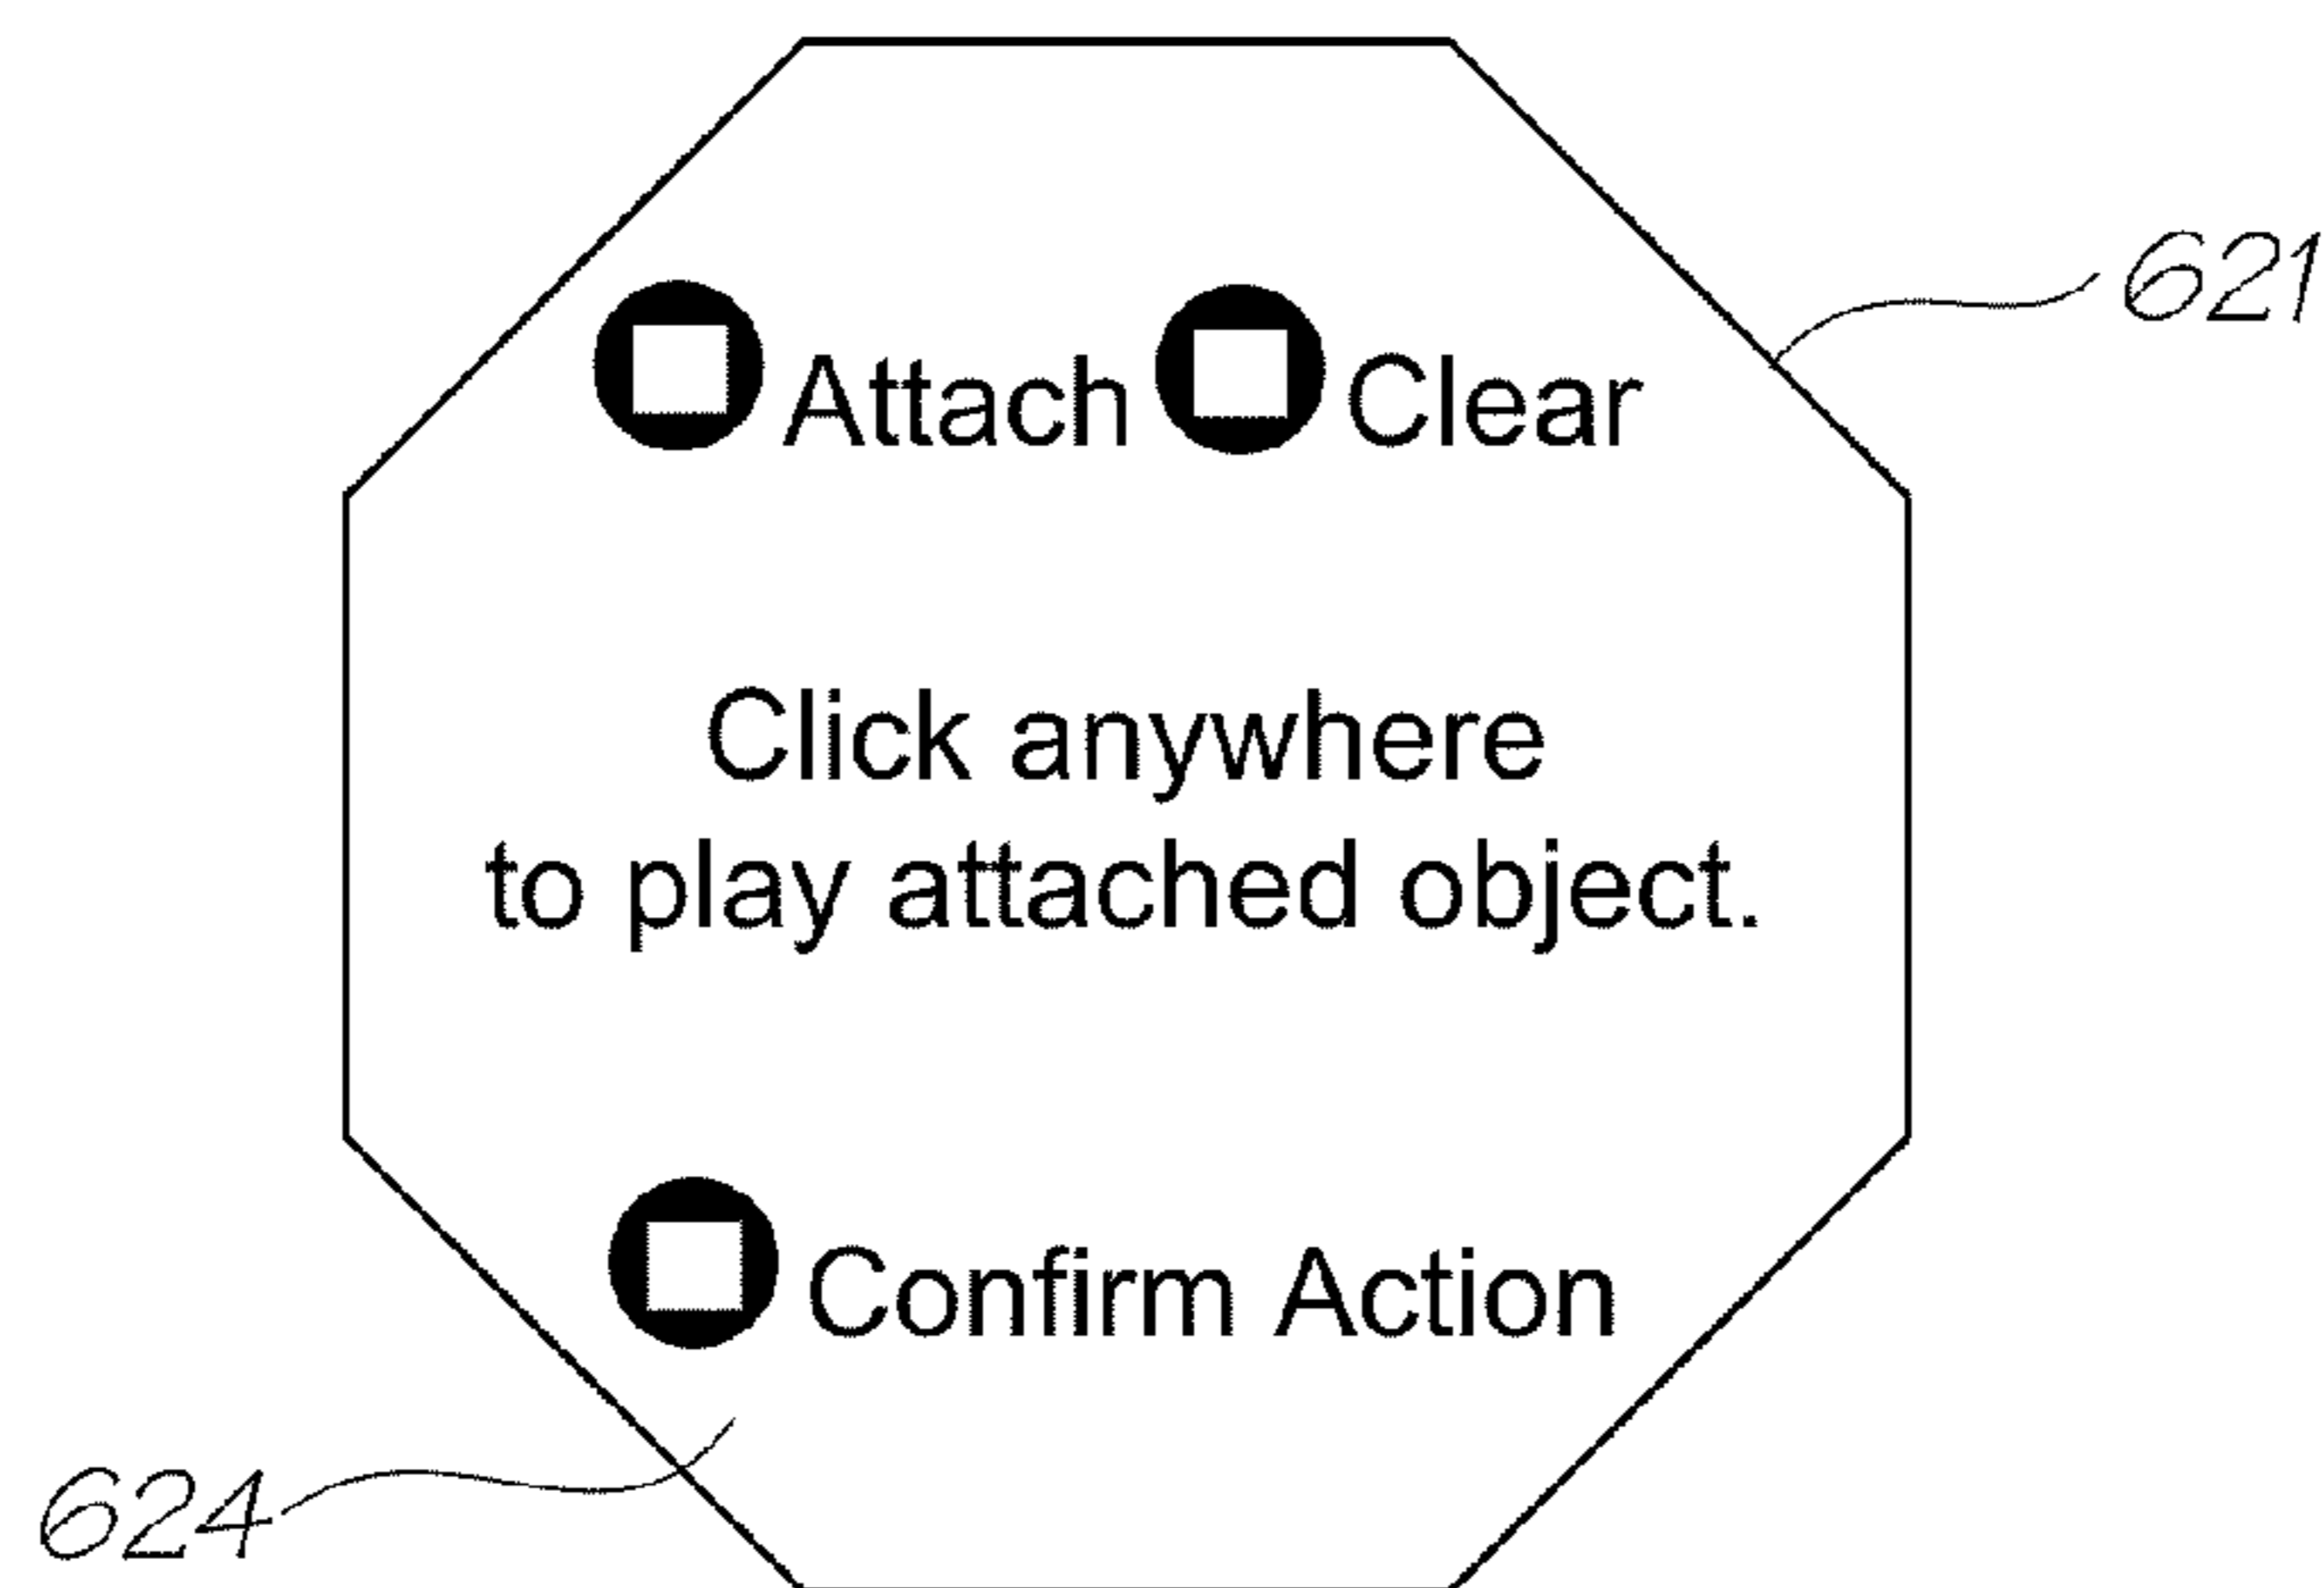 621
Attach Clear
Click anywhere
to play attached object.
Confirm Action
624